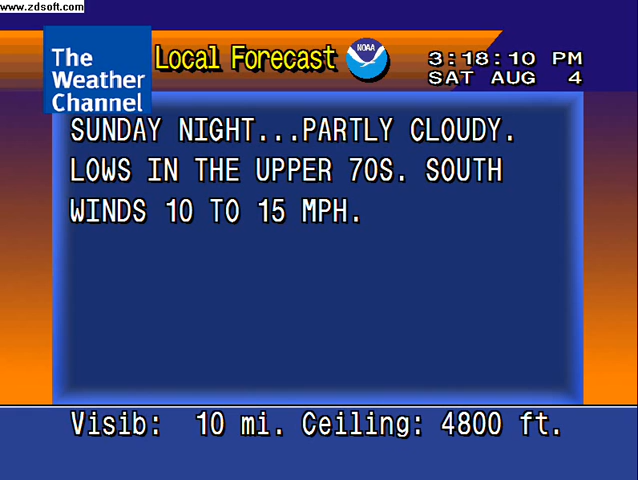 www.zdsoft.com
The
Weather
Channel
Local Forecast
NOAA
3:18:10 PM
SAT AUG 4
SUNDAY NIGHT...PARTLY CLOUDY.
LOWS IN THE UPPER 70S. SOUTH
WINDS 10 TO 15 MPH.
Visib: 10 mi. Ceiling: 4800 ft.